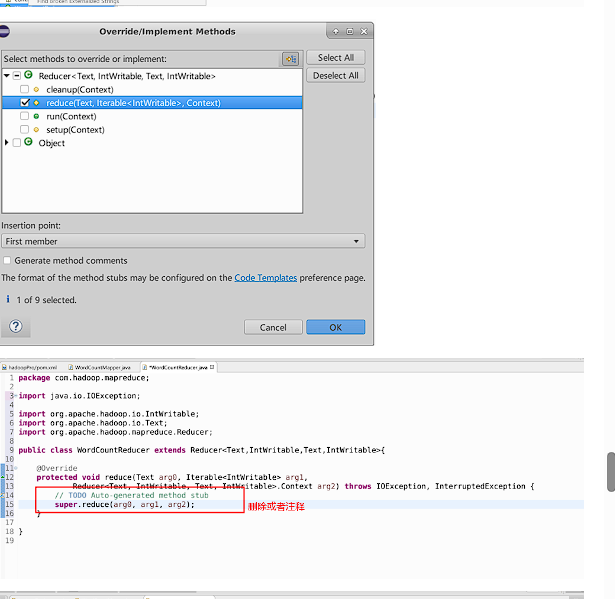 Find Broken Externalized Strings
Override/Implement Methods
Select methods to override or implement:
Select All
Deselect All
Reducer<Text, IntWritable, Text, IntWritable>
cleanup(Context)
reduce(Text, Iterable<IntWritable>, Context)
run(Context)
setup(Context)
Object
Insertion point:
First member
Generate method comments
The format of the method stubs may be configured on the Code Templates preference page.
1 of 9 selected.
Cancel
OK
hadoopPro/pom.xml WordCountMapper.java *WordCountReducer.java
1 package com.hadoop.mapreduce;
2
3 import java.io.IOException;
4
5 import org.apache.hadoop.io.IntWritable;
6 import org.apache.hadoop.io.Text;
7 import org.apache.hadoop.mapreduce.Reducer;
8
9 public class WordCountReducer extends Reducer<Text,IntWritable,Text,IntWritable>{
10
11 @Override
12 protected void reduce(Text arg0, Iterable<IntWritable> arg1,
13 Reducer<Text, IntWritable, Text, IntWritable>.Context arg2) throws IOException, InterruptedException {
14 // TODO Auto-generated method stub
15 super.reduce(arg0, arg1, arg2); 删除或者注释
16 }
17
18 }
19